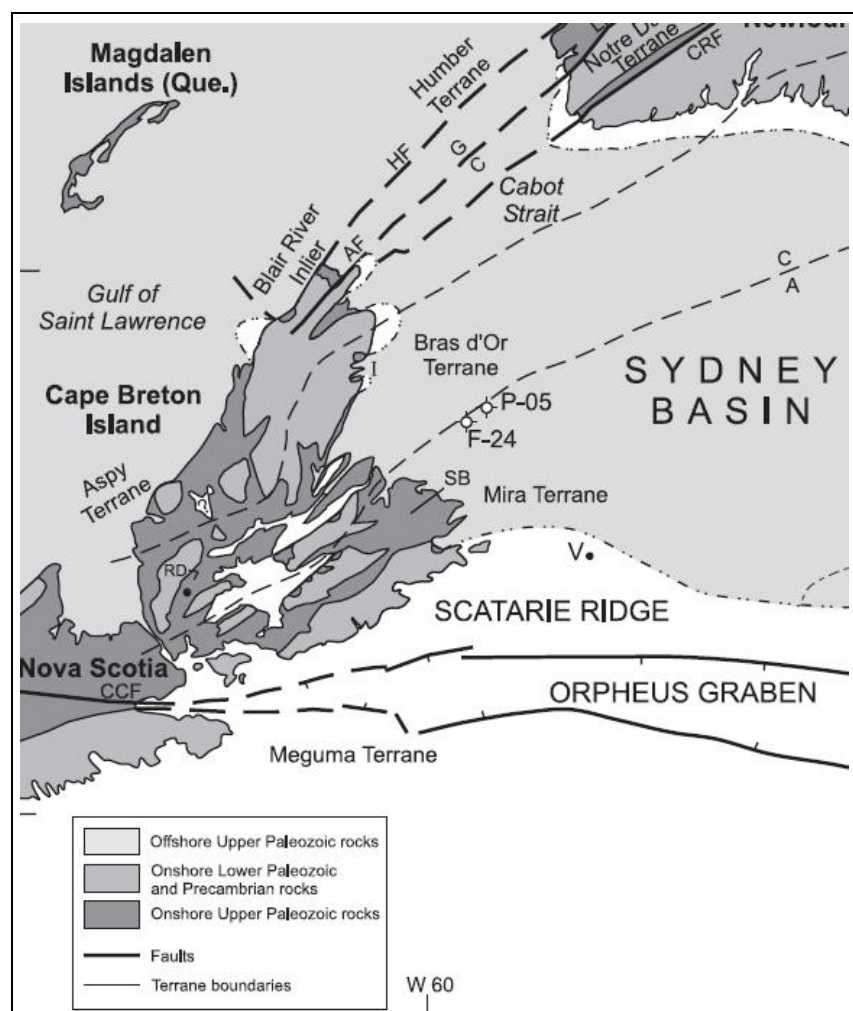 Magdalen
Islands (Que.)
Humber
Terrane
Notre Da
Terrane
CRF
HF
G
C
Cabot
Strait
Blair River
Inlier
AF
Gulf of
Saint Lawrence
C
A
Bras d'Or
Terrane
I
SYDNEY
BASIN
Cape Breton
Island
P-05
F-24
SB
Mira Terrane
Aspy
Terrane
?
RD
V
SCATARIE RIDGE
Nova Scotia
CCF
ORPHEUS GRABEN
Meguma Terrane
Offshore Upper Paleozoic rocks
Onshore Lower Paleozoic
and Precambrian rocks
Onshore Upper Paleozoic rocks
Faults
Terrane boundaries
W 60